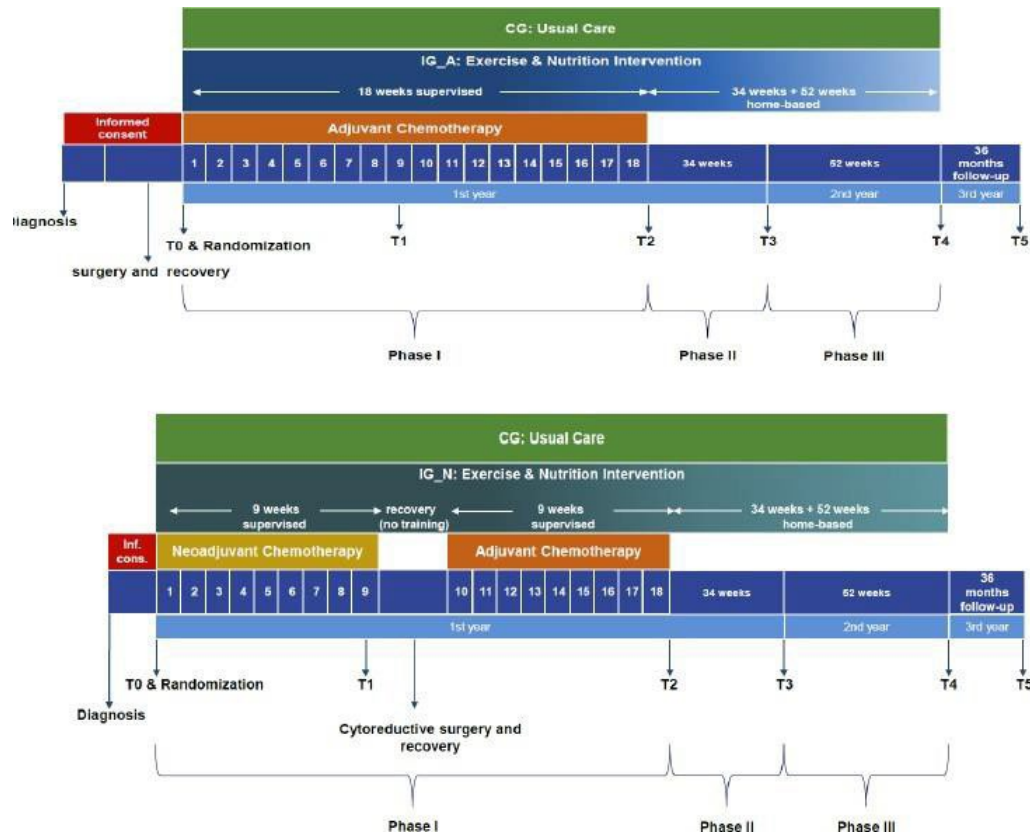 CG: Usual Care
IG_A: Exercise & Nutrition Intervention
18 weeks supervised
34 weeks + 52 weeks
home-based
Informed
consent
Adjuvant Chemotherapy
1 2 3 4 5 6 7 8 9 10 11 12 13 14 15 16 17 18 34 weeks 52 weeks 36
months
follow-up
1st year 2nd year 3rd year
Diagnosis
T0 & Randomization T1 T2 T3 T4 T5
surgery and recovery
Phase I Phase II Phase III
CG: Usual Care
IG_N: Exercise & Nutrition Intervention
9 weeks
supervised
recovery
(no training)
9 weeks
supervised
34 weeks + 52 weeks
home-based
Inf.
cons.
Neoadjuvant Chemotherapy Adjuvant Chemotherapy
1 2 3 4 5 6 7 8 9 10 11 12 13 14 15 16 17 18 34 weeks 52 weeks 36
months
follow-up
1st year 2nd year 3rd year
T0 & Randomization T1 T2 T3 T4 T5
Diagnosis
Cytoreductive surgery and
recovery
Phase I Phase II Phase III